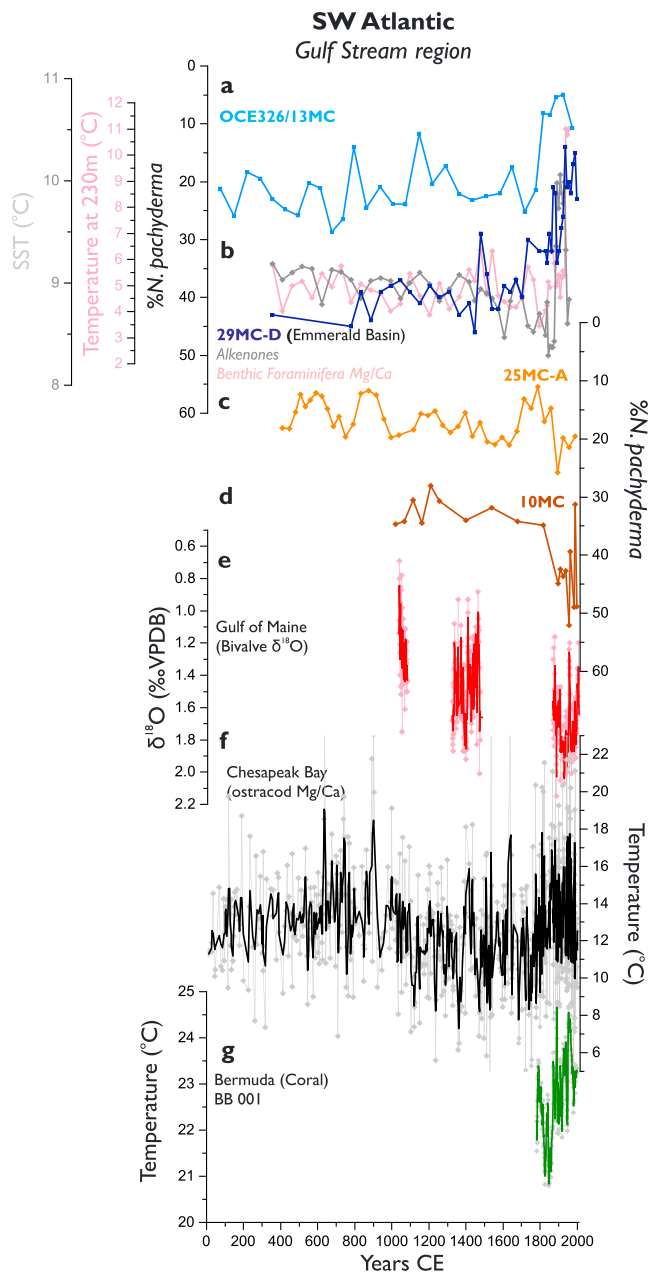 SW Atlantic
Gulf Stream region
SST (°C)
11
10
9
8
Temperature at 230m (°C)
12
11
10
9
8
7
6
5
4
3
2
%N. pachyderma
0
10
20
30
40
50
60
a
OCE326/13MC
b
29MC-D (Emmerald Basin)
Alkenones
Benthic Foraminifera Mg/Ca
25MC-A
c
%N. pachyderma
0
10
20
30
40
50
60
d
10MC
e
Gulf of Maine
(Bivalve δ¹⁸O)
δ¹⁸O (‰VPDB)
0.6
0.8
1.0
1.2
1.4
1.6
1.8
2.0
2.2
f
Chesapeak Bay
(ostracod Mg/Ca)
Temperature (°C)
22
20
18
16
14
12
10
8
6
g
Bermuda (Coral)
BB 001
Temperature (°C)
25
24
23
22
21
20
0 200 400 600 800 1000 1200 1400 1600 1800 2000
Years CE